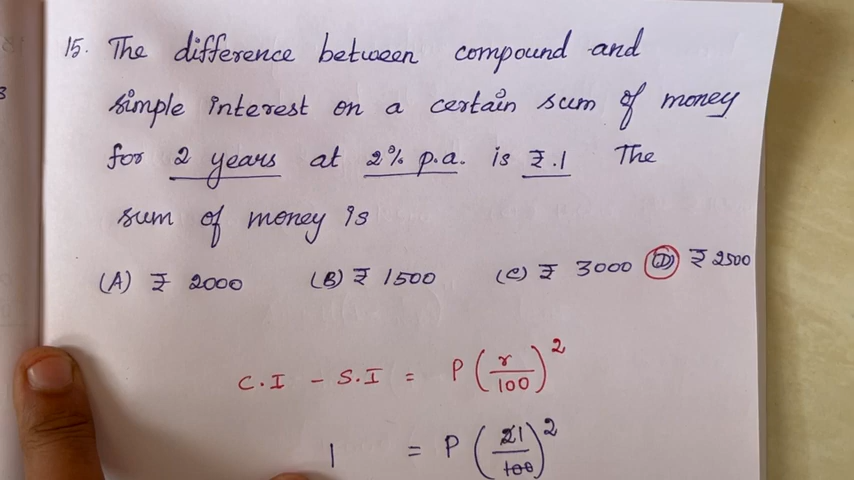 15. The difference between compound and
simple interest on a certain sum of money
for 2 years at 2% p.a. is ₹.1 The
sum of money is
(A) ₹ 2000 (B) ₹ 1500 (C) ₹ 3000 (D) ₹ 2500
C.I - S.I = P(r/100)²
1 = P(21/100)²